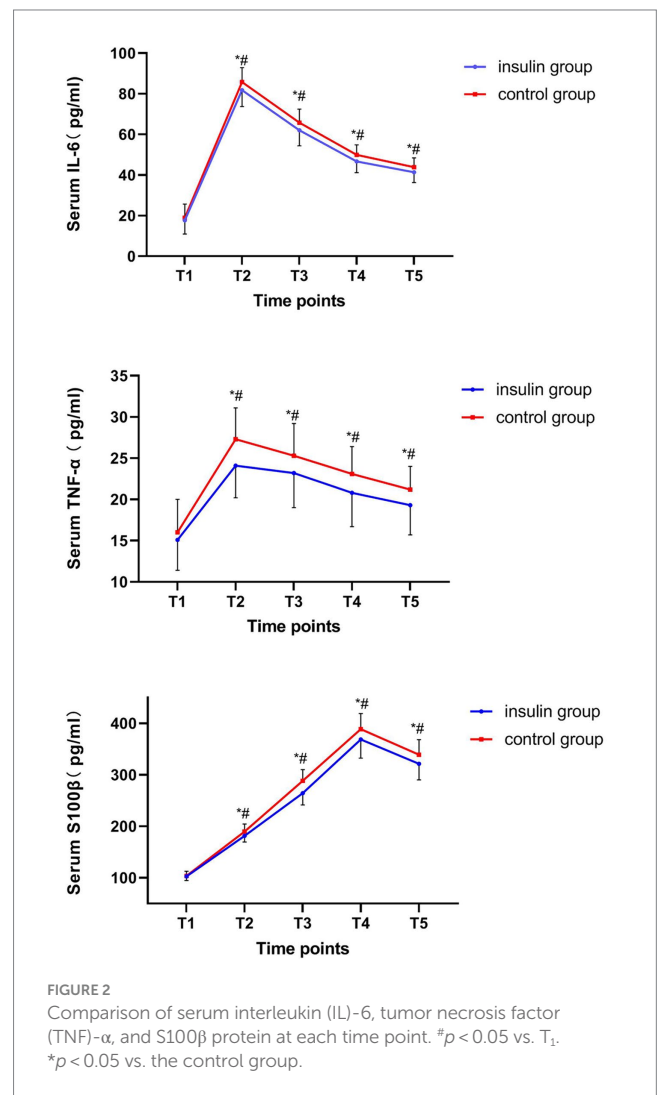 Serum IL-6( pg/ml)
100
80
60
40
20
0
*#
*#
*#
*#
insulin group
control group
T1 T2 T3 T4 T5
Time points
Serum TNF-α ( pg/ml)
35
30
25
20
15
10
*#
*#
*#
*#
insulin group
control group
T1 T2 T3 T4 T5
Time points
Serum S100β( pg/ml)
400
300
200
100
*#
*#
*#
*#
insulin group
control group
T1 T2 T3 T4 T5
Time points
FIGURE 2
Comparison of serum interleukin (IL)-6, tumor necrosis factor
(TNF)-α, and S100β protein at each time point. #p < 0.05 vs. T₁.
*p < 0.05 vs. the control group.